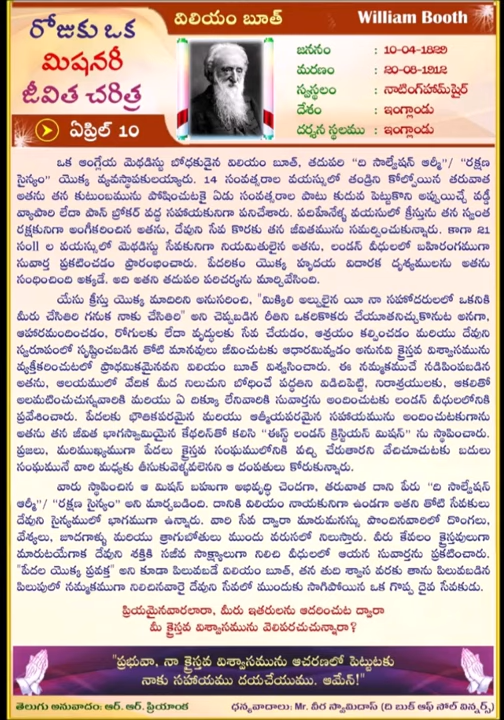 రోజుకు ఒక
మిషనరీ
జీవిత చరిత్ర
ఏప్రిల్ 10
విలియం బూత్
William Booth
జననం : 10-04-1829
మరణం : 20-08-1912
స్వస్థలం : నాటింగ్‌హామ్‌షైర్
దేశం : ఇంగ్లాండు
దర్శన స్థలము : ఇంగ్లాండు
ఒక ఆంగ్లేయ మెథడిస్టు బోధకుడైన విలియం బూత్, తదుపరి "ది సాల్వేషన్ ఆర్మీ"/ "రక్షణ
సైన్యం" యొక్క వ్యవస్థాపకులయ్యారు. 14 సంవత్సరాల వయస్సులో తండ్రిని కోల్పోయిన తరువాత
అతను తన కుటుంబమును పోషించుటకై ఏడు సంవత్సరాల పాటు కుదువ పెట్టుకొని అప్పులిచ్చే వడ్డీ
వ్యాపారి లేదా పాన్ బ్రోకర్ వద్ద సహాయకునిగా పనిచేశారు. పదిహేనేళ్ళ వయసులో క్రీస్తును తన స్వంత
రక్షకునిగా అంగీకరించిన అతను, దేవుని సేవ కొరకు తన జీవితమును సమర్పించుకున్నారు. కాగా 21
సం|| ల వయస్సులో మెథడిస్టు సేవకునిగా నియమితులైన అతను, లండన్ వీధులలో బహిరంగముగా
సువార్త ప్రకటించడం ప్రారంభించారు. పేదరికం యొక్క హృదయ విదారక దృశ్యములను అతను
సంధించింది అక్కడే. అది అతని తదుపరి పరిచర్యను మార్చివేసింది.
యేసు క్రీస్తు యొక్క మాదిరిని అనుసరించి, "మిక్కిలి అల్పులైన యీ నా సహోదరులలో ఒకనికి
మీరు చేసితిరి గనుక నాకు చేసితిరి" అని చెప్పబడిన రీతిని ఒకరికొకరు చేయూతనిచ్చుకొనుట అనగా,
ఆహారమందించడం, రోగులకు లేదా వృద్ధులకు సేవ చేయడం, ఆశ్రయం కల్పించడం మరియు దేవుని
స్వరూపంలో సృష్టించబడిన తోటి మానవులు జీవించుటకు ఆధారమివ్వడం అనునవి క్రైస్తవ విశ్వాసమును
వ్యక్తీకరించుటలో ప్రాథమికమైనవని విలియం బూత్ విశ్వసించారు. ఈ నమ్మకముచే నడిపించబడిన
అతను, ఆలయములో వేదిక మీద నిలుచుని బోధించే పద్ధతిని విడిచిపెట్టి, నిరాశ్రయులకు, ఆకలితో
అలమటించుచున్నవారికి మరియు ఏ దిక్కూ లేనివారికి సువార్తను అందించుటకు లండన్ వీధులలోనికి
ప్రవేశించారు. పేదలకు భౌతికపరమైన మరియు ఆత్మీయపరమైన సహాయమును అందించుటకుగాను
అతను తన జీవిత భాగస్వామియైన కేథరిన్‌తో కలిసి "ఈస్ట్ లండన్ క్రిస్టియన్ మిషన్" ను స్థాపించారు.
ప్రజలు, మరిముఖ్యముగా పేదలు క్రైస్తవ సంఘములోనికి వచ్చి చేరుతారని వేచిచూచుటకు బదులు
సంఘమునే వారి మధ్యకు తీసుకువెళ్ళవలెనని ఆ దంపతులు కోరుకున్నారు.
వారు స్థాపించిన ఆ మిషన్ బహుగా అభివృద్ధి చెందగా, తరువాత దాని పేరు "ది సాల్వేషన్
ఆర్మీ"/ "రక్షణ సైన్యం" అని మార్చబడింది. దానికి విలియం నాయకునిగా ఉండగా అతని తోటి సేవకులు
దేవుని సైన్యములో భాగముగా ఉన్నారు. వారి సేవ ద్వారా మారుమనస్సు పొందినవారిలో దొంగలు,
వేశ్యలు, జూదగాళ్ళు మరియు త్రాగుబోతులు ముందు వరుసలో నిలుస్తారు. వీరు కేవలం క్రైస్తవులుగా
మారుటయేగాక దేవుని శక్తికి సజీవ సాక్ష్యాలుగా నిలిచి వీధులలో ఆయన సువార్తను ప్రకటించారు.
"పేదల యొక్క ప్రవక్త" అని కూడా పిలువబడే విలియం బూత్, తన తుది శ్వాస వరకు తాను పిలువబడిన
పిలుపులో నమ్మకముగా నిలిచినవారై దేవుని సేవలో ముందుకు సాగిపోయిన ఒక గొప్ప దైవ సేవకుడు.
ప్రియమైనవారలారా, మీరు ఇతరులను ఆదరించుట ద్వారా
మీ క్రైస్తవ విశ్వాసమును వెలిపరచుచున్నారా?
"ప్రభువా, నా క్రైస్తవ విశ్వాసమును ఆచరణలో పెట్టుటకు
నాకు సహాయము దయచేయుము. ఆమేన్!"
తెలుగు అనువాదం: ఆర్. ఆర్. ప్రియాంక
ధన్యవాదాలు: Mr. వీర స్వామిదాస్ (ది బుక్ ఆఫ్ సోల్ విన్నర్స్)